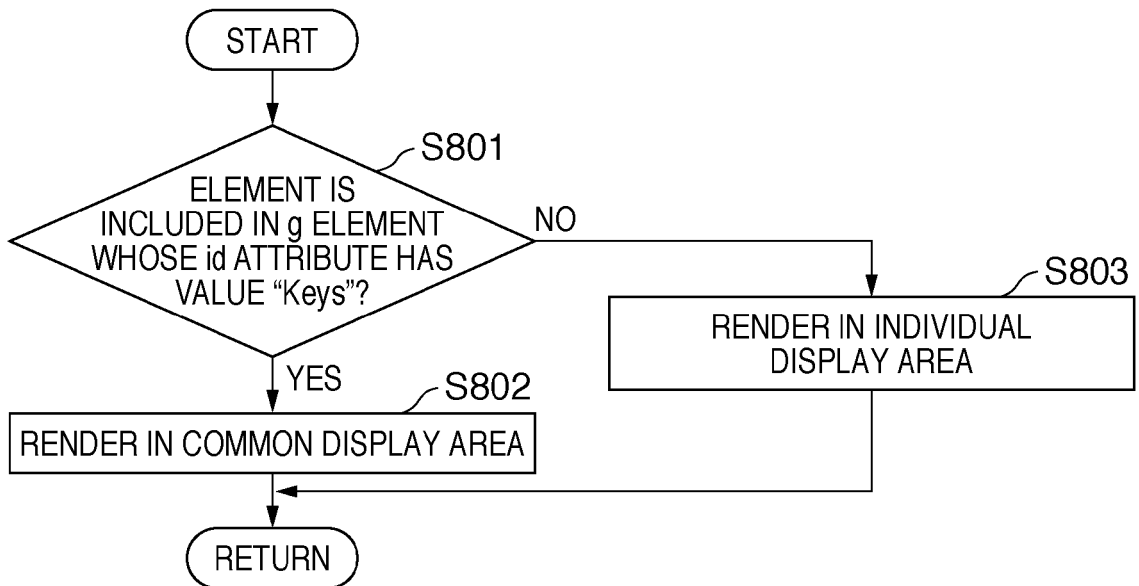 START
S801
ELEMENT IS
INCLUDED IN g ELEMENT
WHOSE id ATTRIBUTE HAS
VALUE “Keys”?
NO
S803
RENDER IN INDIVIDUAL
DISPLAY AREA
YES
S802
RENDER IN COMMON DISPLAY AREA
RETURN